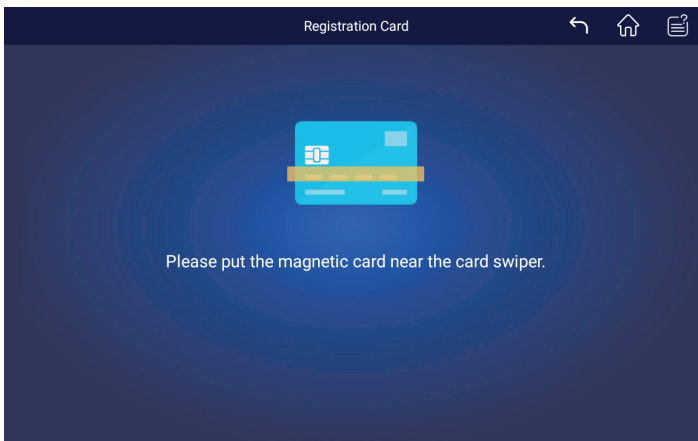 Registration Card
Please put the magnetic card near the card swiper.